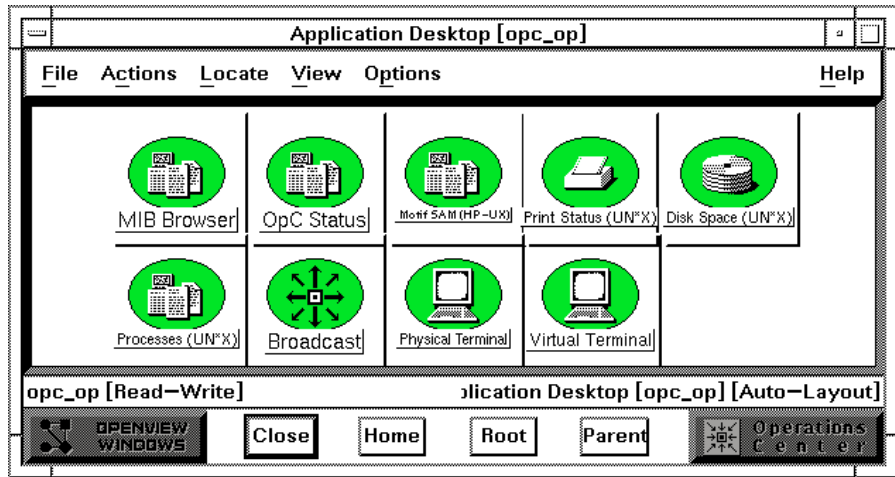 Application Desktop [opc_op]
File Actions Locate View Options Help
MIB Browser OpC Status Motif SAM (HP-UX) Print Status (UN*X) Disk Space (UN*X)
Processes (UN*X) Broadcast Physical Terminal Virtual Terminal
opc_op [Read-Write] plication Desktop [opc_op] [Auto-Layout]
OPENVIEW
WINDOWS
Close Home Root Parent
Operations
Center